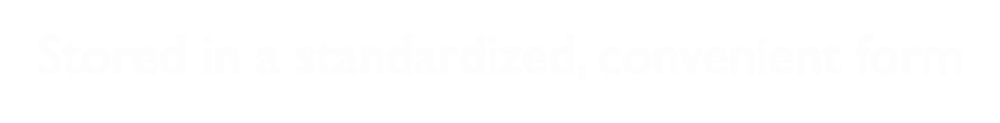 Stored in a standardized, convenient form